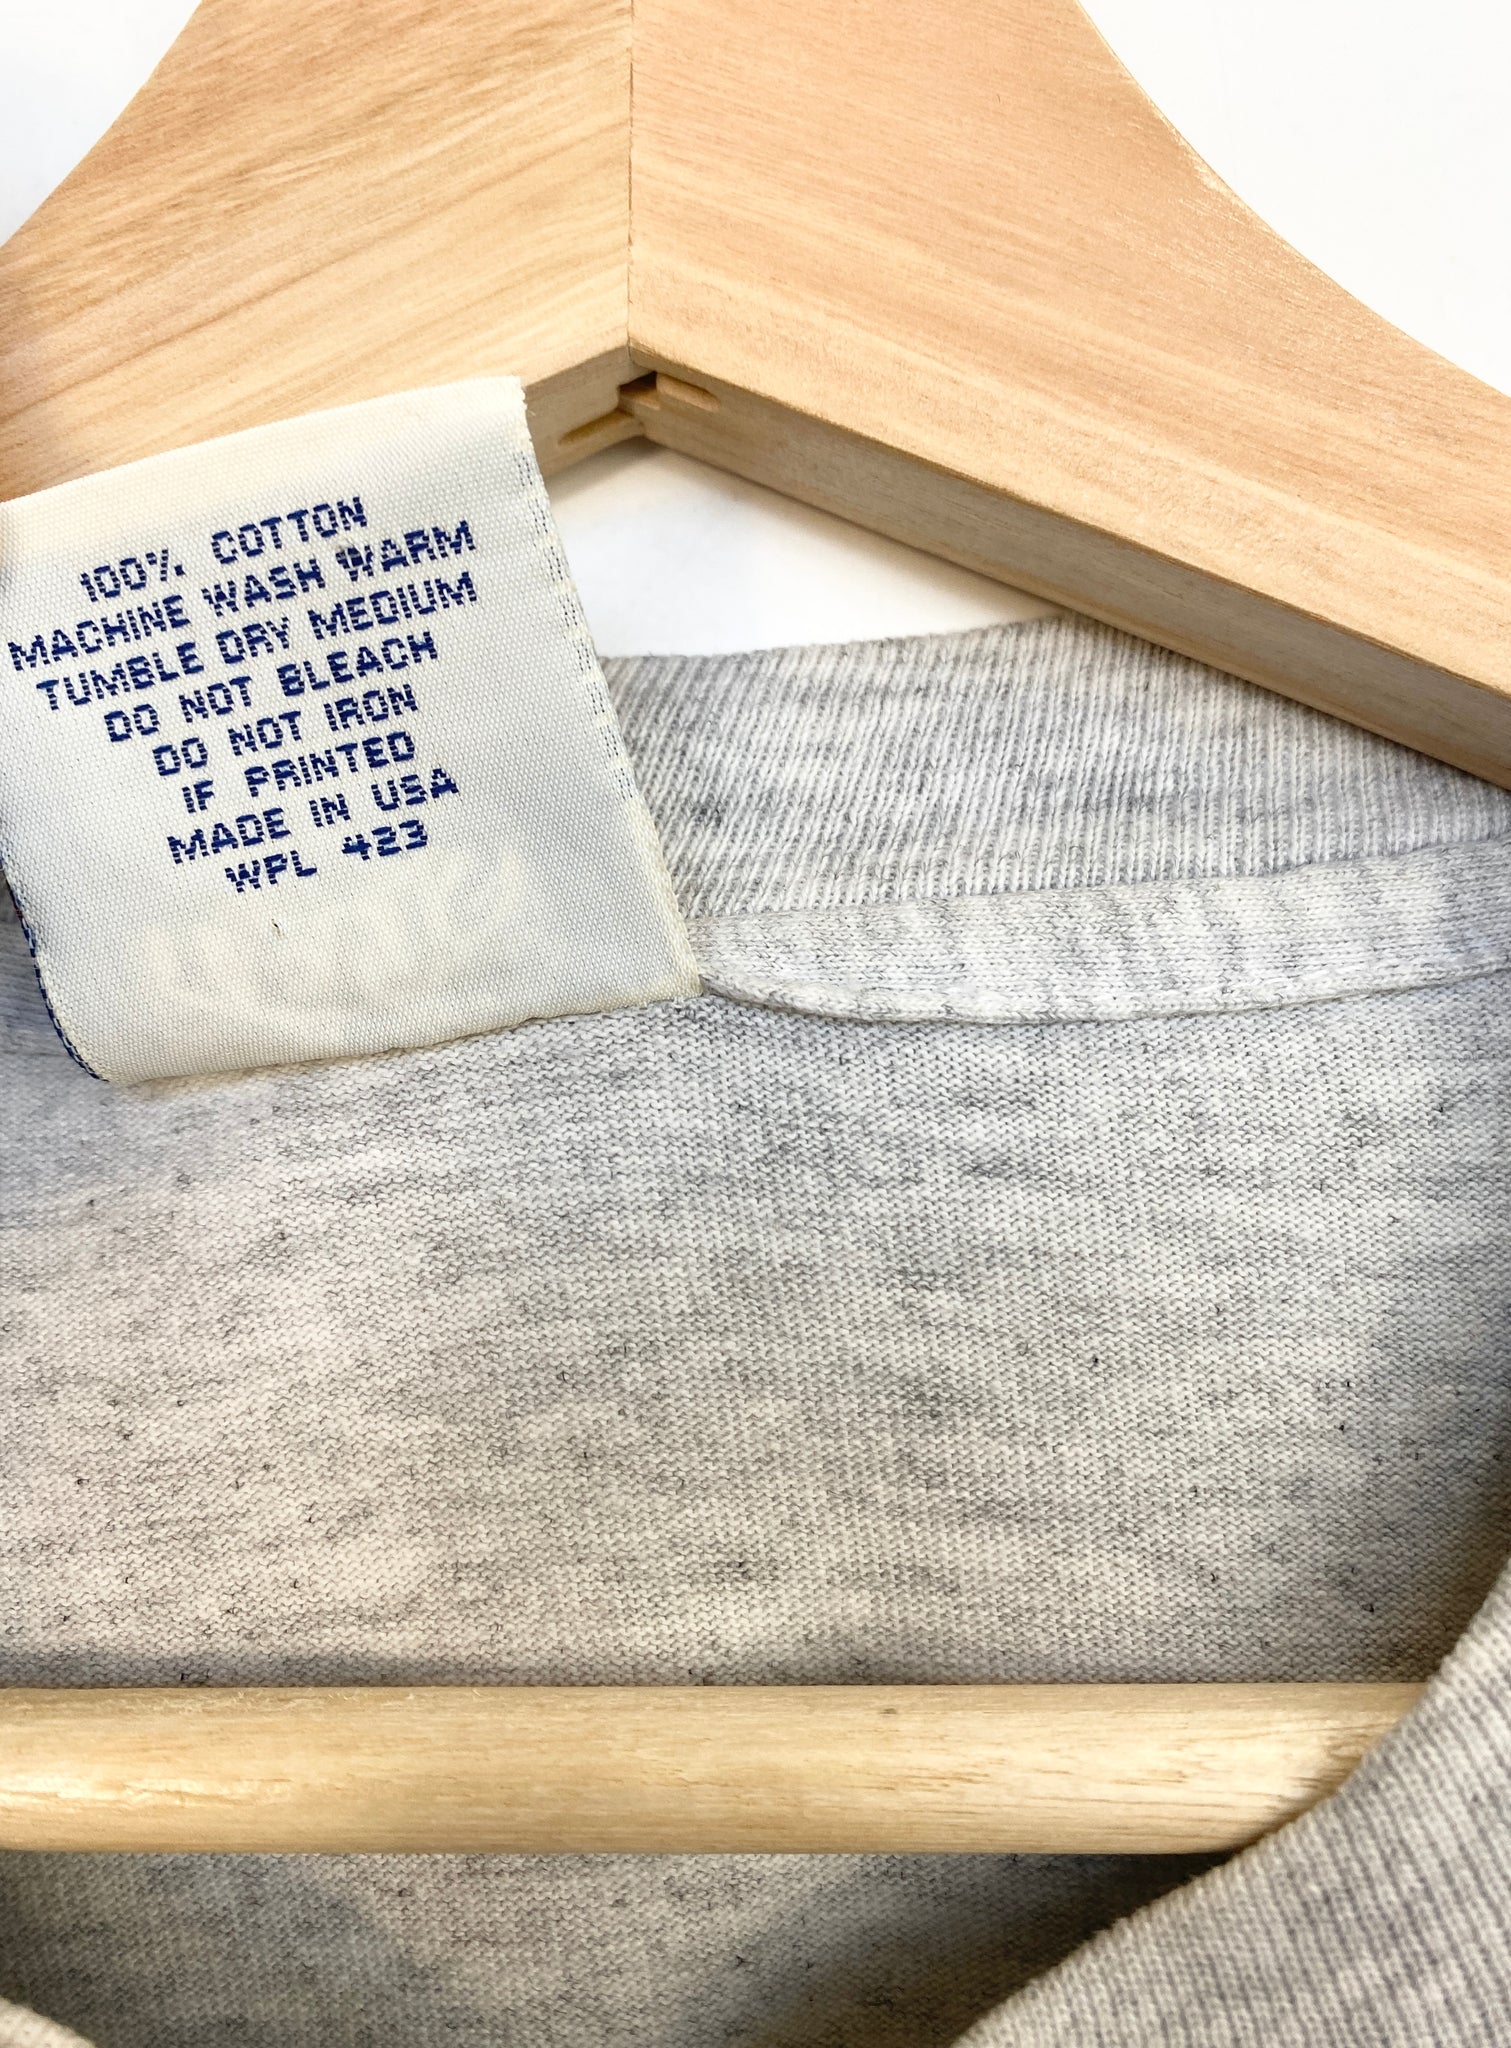 100% COTTON
MACHINE WASH WARM
TUMBLE DRY MEDIUM
DO NOT BLEACH
DO NOT IRON
IF PRINTED
MADE IN USA
WPL 423